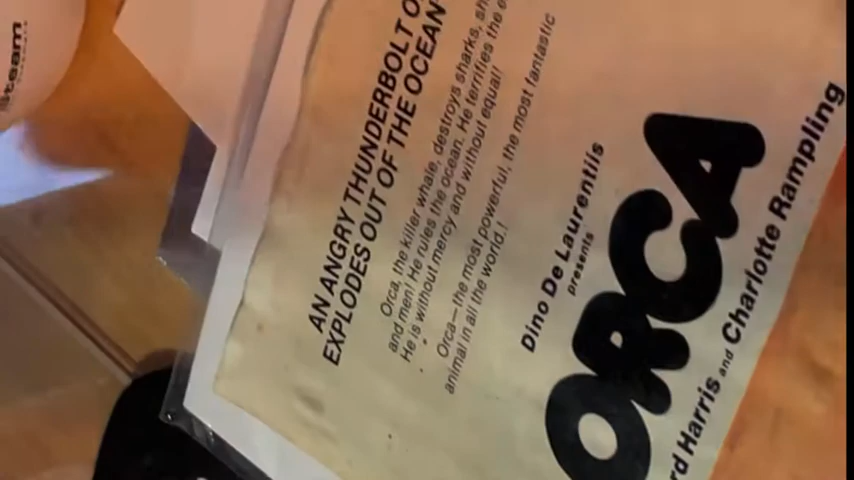 team
AN ANGRY THUNDERBOLT O
EXPLODES OUT OF THE OCEAN
Orca, the killer whale, destroys sharks, sh
and men! He rules the ocean. He terrifies the e
He is without mercy and without equal!
Orca—the most powerful, the most fantastic
animal in all the world!
Dino De Laurentiis
presents
ORCA
rd Harris and Charlotte Rampling